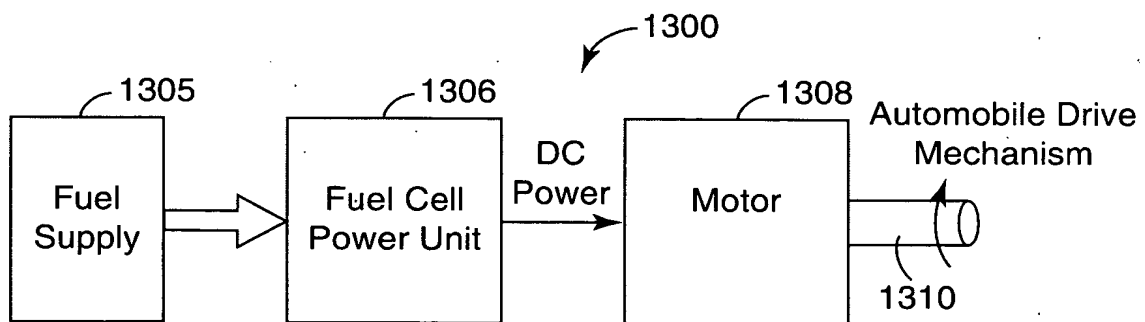 1300
1305
1306
1308
Automobile Drive
Mechanism
Fuel
Supply
Fuel Cell
Power Unit
DC
Power
Motor
1310